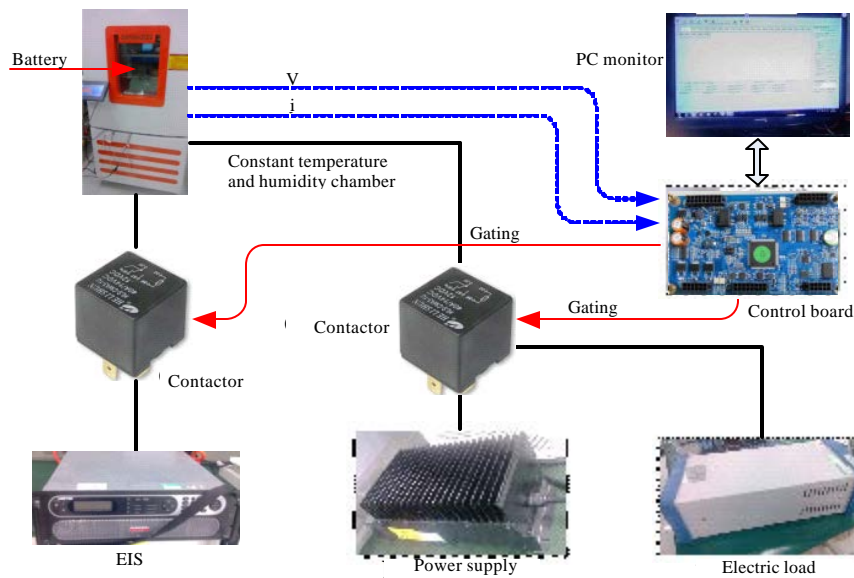 Battery
PC monitor
V
i
Constant temperature
and humidity chamber
Gating
Gating
Control board
Contactor
Contactor
EIS
Power supply
Electric load